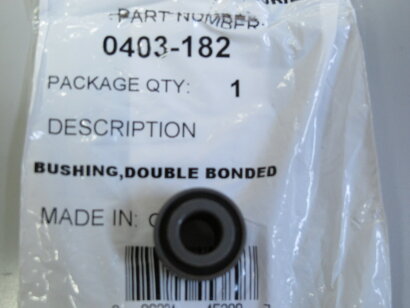 PART NUMBER
0403-182
PACKAGE QTY: 1
DESCRIPTION
BUSHING,DOUBLE BONDED
MADE IN: